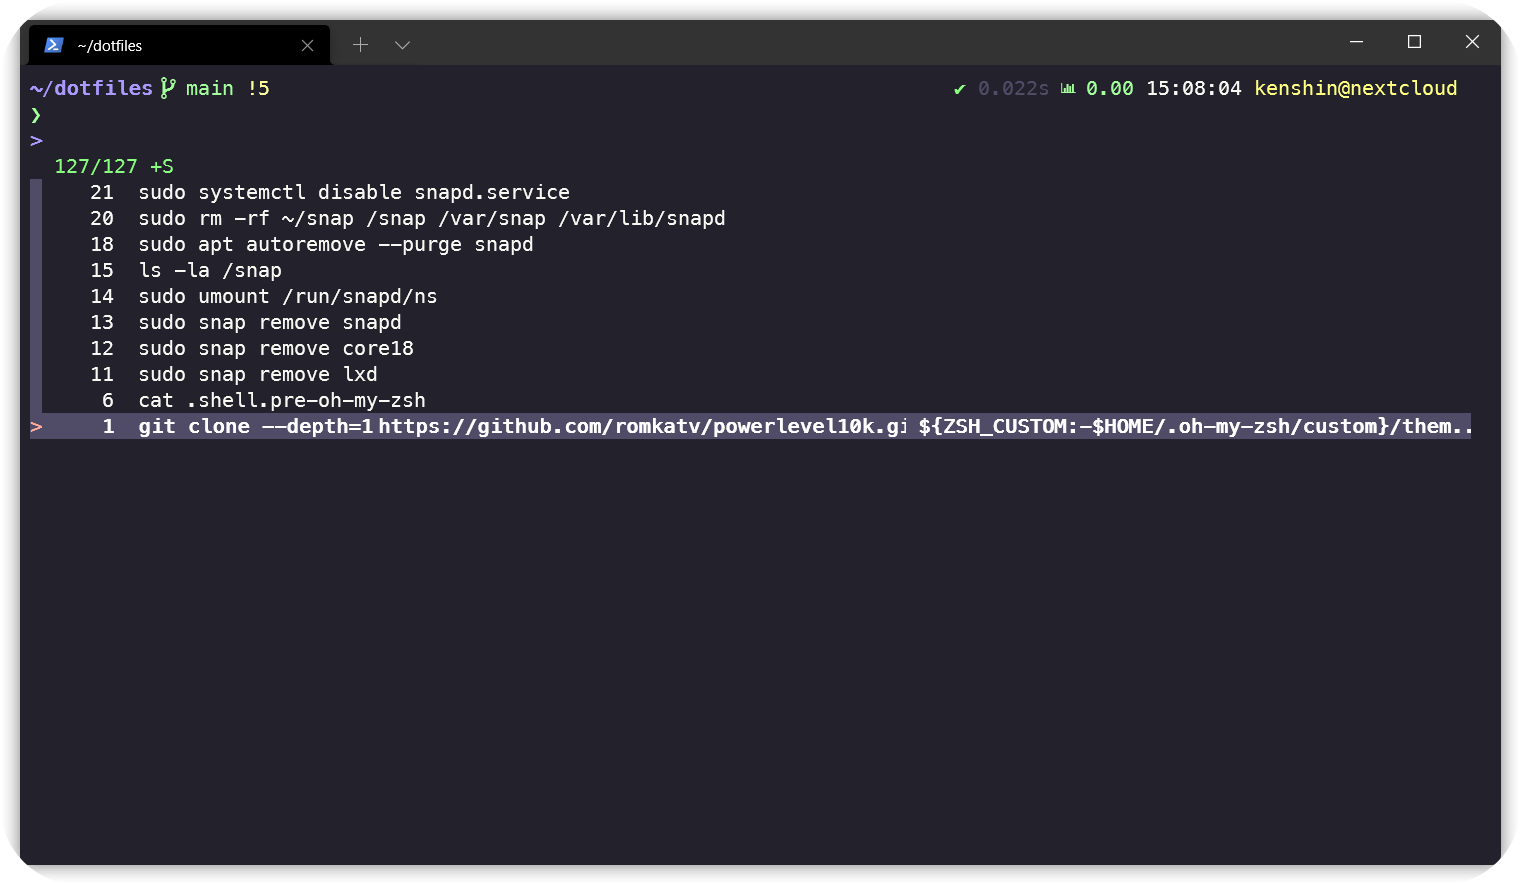 ~/dotfiles
~/dotfiles main !5 ✔ 0.022s 0.00 15:08:04 kenshin@nextcloud
❯
>
127/127 +S
21 sudo systemctl disable snapd.service
20 sudo rm -rf ~/snap /snap /var/snap /var/lib/snapd
18 sudo apt autoremove --purge snapd
15 ls -la /snap
14 sudo umount /run/snapd/ns
13 sudo snap remove snapd
12 sudo snap remove core18
11 sudo snap remove lxd
6 cat .shell.pre-oh-my-zsh
> 1 git clone --depth=1 https://github.com/romkatv/powerlevel10k.gi ${ZSH_CUSTOM:-$HOME/.oh-my-zsh/custom}/them..